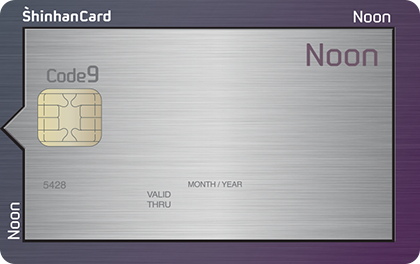 ShinhanCard
Noon
Noon
Code9
5428
MONTH / YEAR
VALID
THRU
Noon